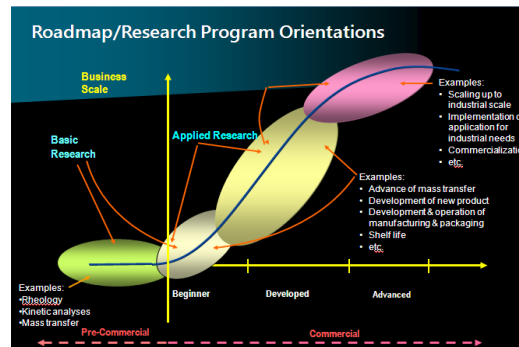 Roadmap/Research Program Orientations
Business
Scale
Basic
Research
Applied Research
Examples:
• Scaling up to
industrial scale
• Implementation o
application for
industrial needs
• Commercializatio
• etc.
Examples:
• Advance of mass transfer
• Development of new product
• Development & operation of
manufacturing & packaging
• Shelf life
• etc.
Examples:
•Rheology
•Kinetic analyses
•Mass transfer
Beginner
Developed
Advanced
Pre-Commercial
Commercial